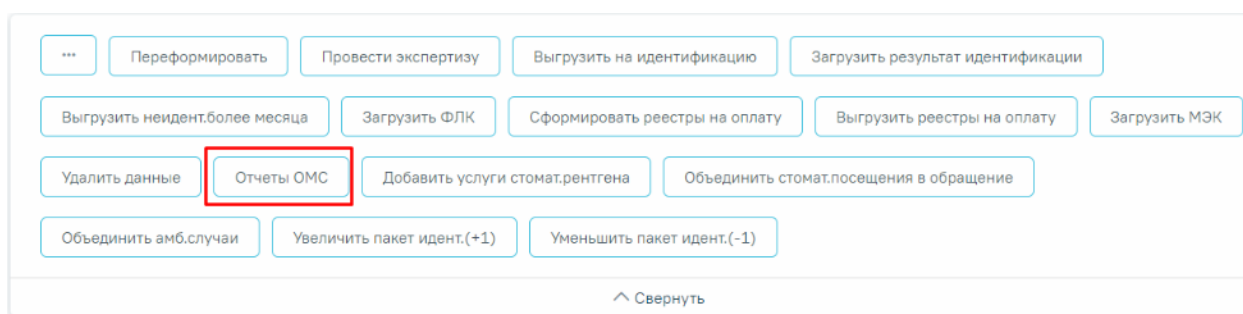 ... Переформировать Провести экспертизу Выгрузить на идентификацию Загрузить результат идентификации
Выгрузить неидент.более месяца Загрузить ФЛК Сформировать реестры на оплату Выгрузить реестры на оплату Загрузить МЭК
Удалить данные Отчеты ОМС Добавить услуги стомат.рентгена Объединить стомат.посещения в обращение
Объединить амб.случаи Увеличить пакет идент.(+1) Уменьшить пакет идент.(-1)
Свернуть